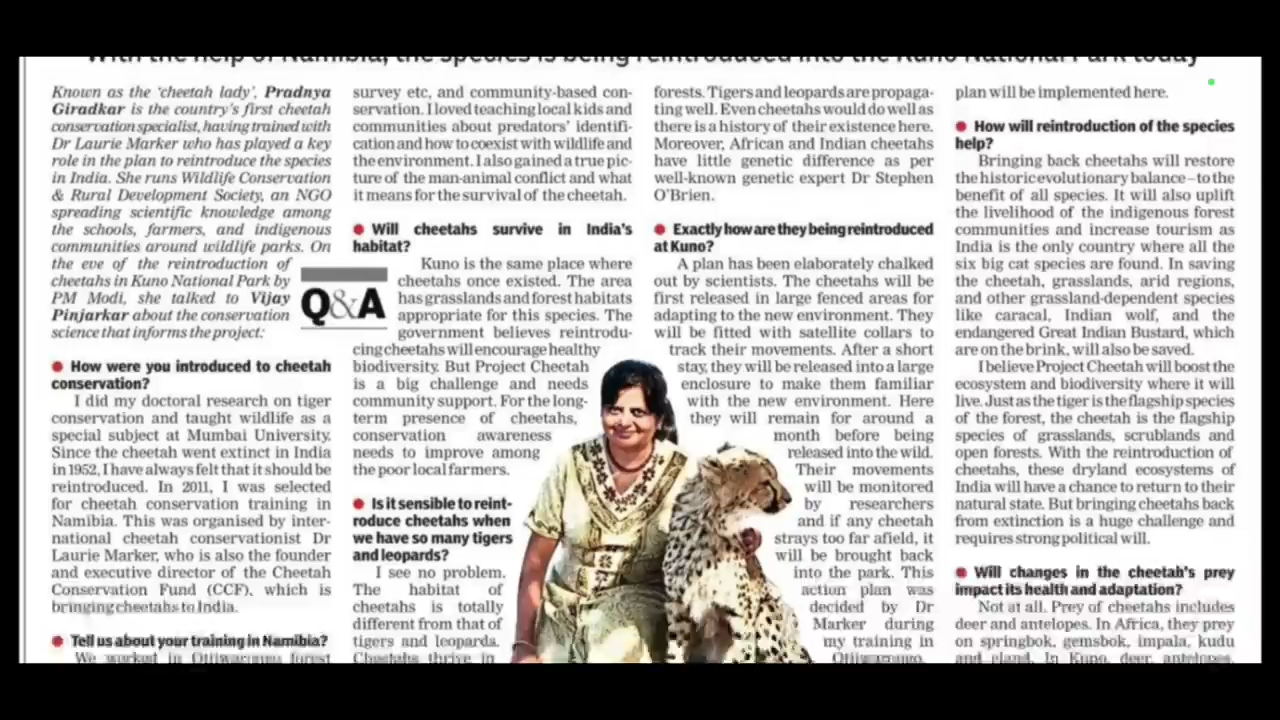 With the help of Namibia, the species is being reintroduced into the Kuno National Park today
Known as the ‘cheetah lady’, Pradnya
Giradkar is the country's first cheetah
conservation specialist, having trained with
Dr Laurie Marker who has played a key
role in the plan to reintroduce the species
in India. She runs Wildlife Conservation
& Rural Development Society, an NGO
spreading scientific knowledge among
the schools, farmers, and indigenous
communities around wildlife parks. On
the eve of the reintroduction of
cheetahs in Kuno National Park by
PM Modi, she talked to Vijay
Pinjarkar about the conservation
science that informs the project:
Q&A
● How were you introduced to cheetah
conservation?
I did my doctoral research on tiger
conservation and taught wildlife as a
special subject at Mumbai University.
Since the cheetah went extinct in India
in 1952, I have always felt that it should be
reintroduced. In 2011, I was selected
for cheetah conservation training in
Namibia. This was organised by inter-
national cheetah conservationist Dr
Laurie Marker, who is also the founder
and executive director of the Cheetah
Conservation Fund (CCF), which is
bringing cheetahs to India.
● Tell us about your training in Namibia?
We worked in Otjiwarongo forest
survey etc, and community-based con-
servation. I loved teaching local kids and
communities about predators’ identifi-
cation and how to coexist with wildlife and
the environment. I also gained a true pic-
ture of the man-animal conflict and what
it means for the survival of the cheetah.
● Will cheetahs survive in India's
habitat?
Kuno is the same place where
cheetahs once existed. The area
has grasslands and forest habitats
appropriate for this species. The
government believes reintrodu-
cing cheetahs will encourage healthy
biodiversity. But Project Cheetah
is a big challenge and needs
community support. For the long-
term presence of cheetahs,
conservation awareness
needs to improve among
the poor local farmers.
● Is it sensible to reint-
roduce cheetahs when
we have so many tigers
and leopards?
I see no problem.
The habitat of
cheetahs is totally
different from that of
tigers and leopards.
Cheetahs thrive in
forests. Tigers and leopards are propaga-
ting well. Even cheetahs would do well as
there is a history of their existence here.
Moreover, African and Indian cheetahs
have little genetic difference as per
well-known genetic expert Dr Stephen
O'Brien.
● Exactly how are they being reintroduced
at Kuno?
A plan has been elaborately chalked
out by scientists. The cheetahs will be
first released in large fenced areas for
adapting to the new environment. They
will be fitted with satellite collars to
track their movements. After a short
stay, they will be released into a large
enclosure to make them familiar
with the new environment. Here
they will remain for around a
month before being
released into the wild.
Their movements
will be monitored
by researchers
and if any cheetah
strays too far afield, it
will be brought back
into the park. This
action plan was
decided by Dr
Marker during
my training in
Otjiwarongo.
plan will be implemented here.
● How will reintroduction of the species
help?
Bringing back cheetahs will restore
the historic evolutionary balance – to the
benefit of all species. It will also uplift
the livelihood of the indigenous forest
communities and increase tourism as
India is the only country where all the
six big cat species are found. In saving
the cheetah, grasslands, arid regions,
and other grassland-dependent species
like caracal, Indian wolf, and the
endangered Great Indian Bustard, which
are on the brink, will also be saved.
I believe Project Cheetah will boost the
ecosystem and biodiversity where it will
live. Just as the tiger is the flagship species
of the forest, the cheetah is the flagship
species of grasslands, scrublands and
open forests. With the reintroduction of
cheetahs, these dryland ecosystems of
India will have a chance to return to their
natural state. But bringing cheetahs back
from extinction is a huge challenge and
requires strong political will.
● Will changes in the cheetah's prey
impact its health and adaptation?
Not at all. Prey of cheetahs includes
deer and antelopes. In Africa, they prey
on springbok, gemsbok, impala, kudu
and eland. In Kuno, deer, antelopes,